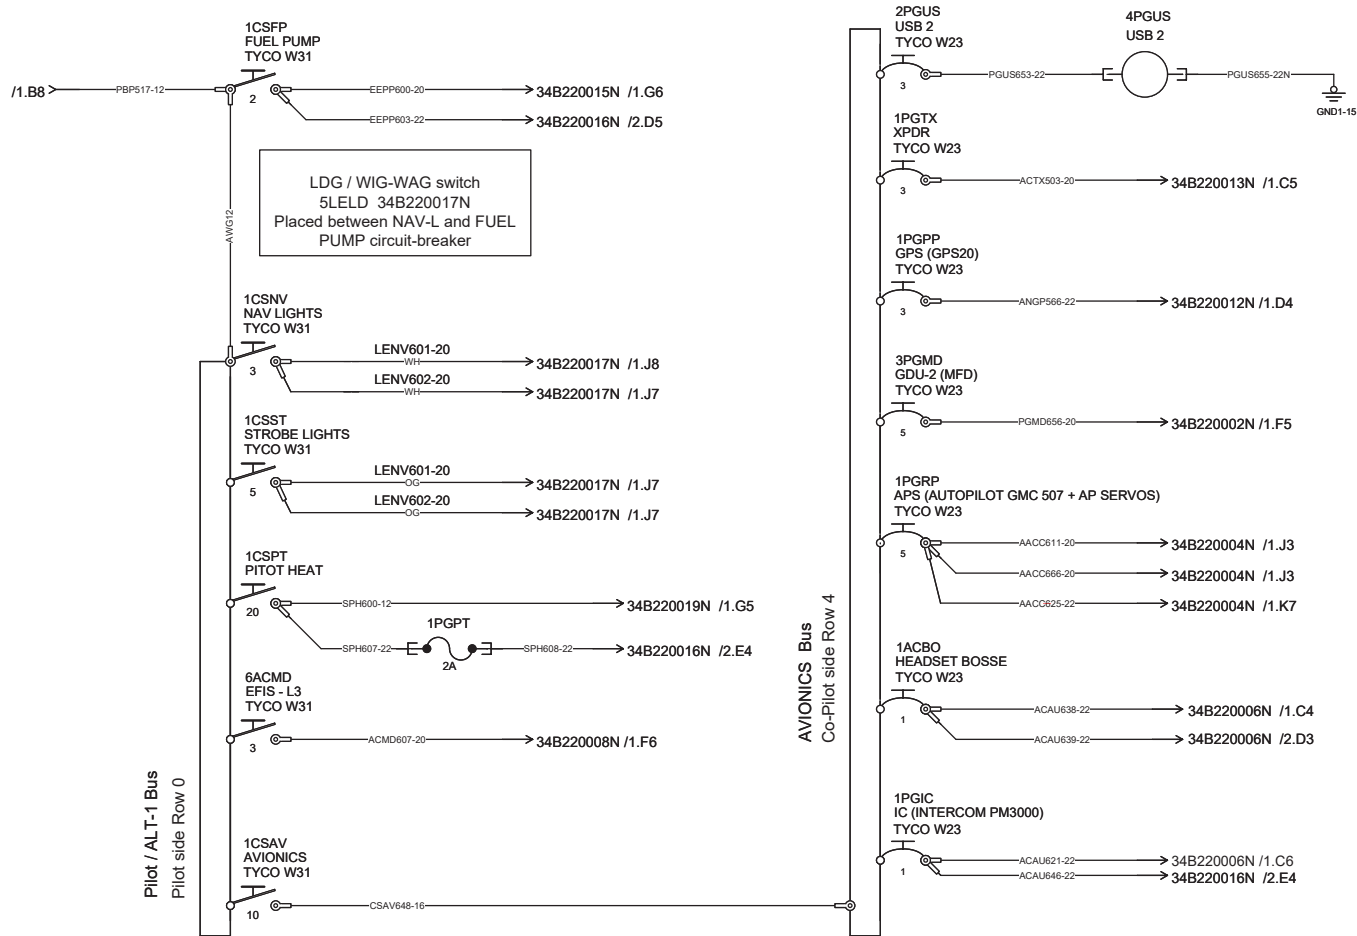 1CSFP
FUEL PUMP
TYCO W31
/1.B8
PBP517-12
2
EEPP600-20
34B220015N /1.G6
EEPP603-22
34B220016N /2.D5
AWG12
LDG / WIG-WAG switch
5LELD 34B220017N
Placed between NAV-L and FUEL
PUMP circuit-breaker
1CSNV
NAV LIGHTS
TYCO W31
3
LENV601-20
WH
34B220017N /1.J8
LENV602-20
WH
34B220017N /1.J7
1CSST
STROBE LIGHTS
TYCO W31
5
LENV601-20
OG
34B220017N /1.J7
LENV602-20
OG
34B220017N /1.J7
1CSPT
PITOT HEAT
20
SPH600-12
34B220019N /1.G5
1PGPT
SPH607-22
2A
SPH608-22
34B220016N /2.E4
6ACMD
EFIS - L3
TYCO W31
3
ACMD607-20
34B220008N /1.F6
Pilot / ALT-1 Bus
Pilot side Row 0
1CSAV
AVIONICS
TYCO W31
10
CSAV648-16
AVIONICS Bus
Co-Pilot side Row 4
2PGUS
USB 2
TYCO W23
3
PGUS653-22
4PGUS
USB 2
PGUS655-22N
GND1-15
1PGTX
XPDR
TYCO W23
3
ACTX503-20
34B220013N /1.C5
1PGPP
GPS (GPS20)
TYCO W23
3
ANGP566-22
34B220012N /1.D4
3PGMD
GDU-2 (MFD)
TYCO W23
5
PGMD656-20
34B220002N /1.F5
1PGRP
APS (AUTOPILOT GMC 507 + AP SERVOS)
TYCO W23
5
AACC611-20
34B220004N /1.J3
AACC666-20
34B220004N /1.J3
AACC625-22
34B220004N /1.K7
1ACBO
HEADSET BOSSE
TYCO W23
1
ACAU638-22
34B220006N /1.C4
ACAU639-22
34B220006N /2.D3
1PGIC
IC (INTERCOM PM3000)
TYCO W23
1
ACAU621-22
34B220006N /1.C6
ACAU646-22
34B220016N /2.E4